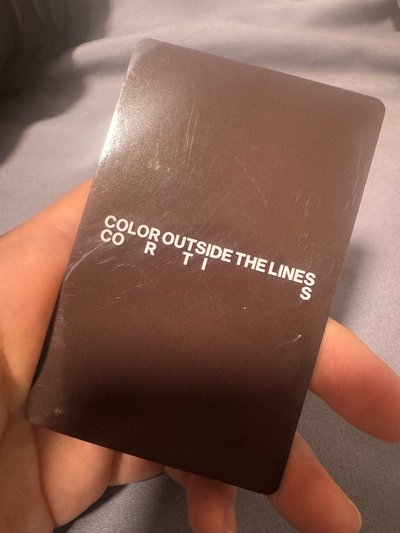 COLOR OUTSIDE THE LINES
CO R T I S